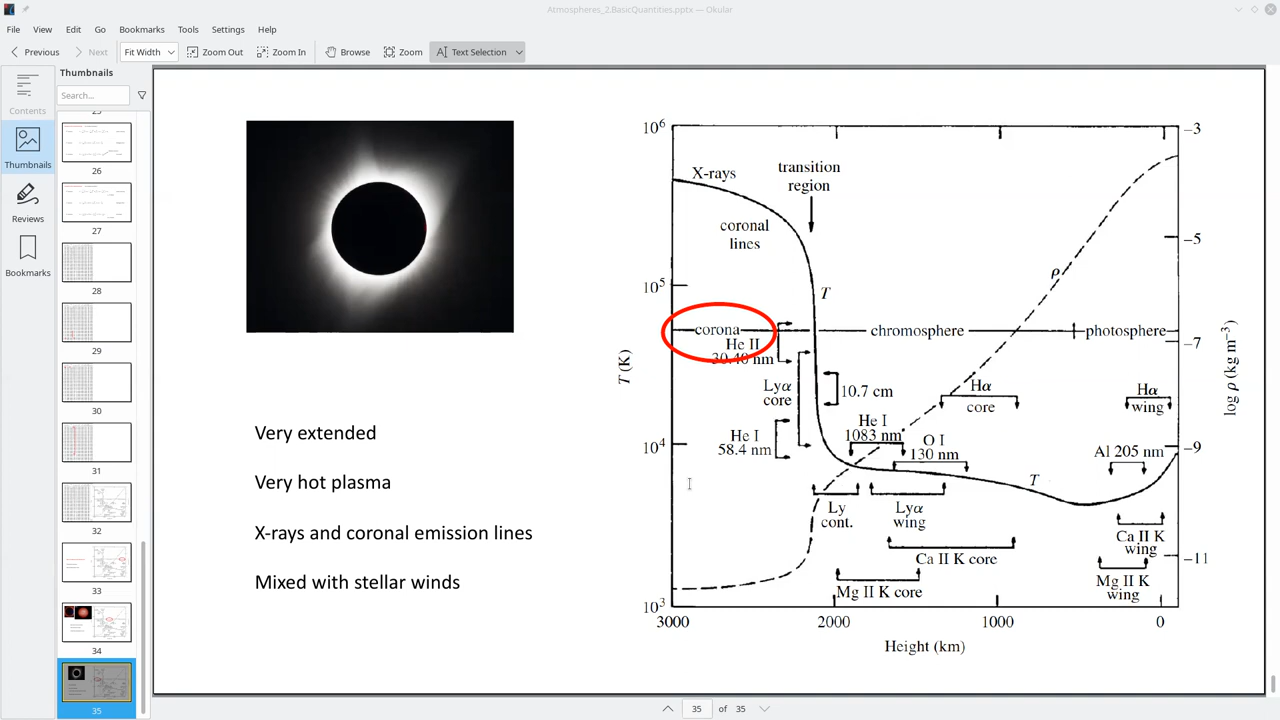 Atmospheres_2.BasicQuantities.pptx — Okular
File View Edit Go Bookmarks Tools Settings Help
Previous Next Fit Width Zoom Out Zoom In Browse Zoom Text Selection
Contents
Thumbnails
Reviews
Bookmarks
Thumbnails
Search...
25
26
27
28
29
30
31
32
33
34
35
Very extended
Very hot plasma
X-rays and coronal emission lines
Mixed with stellar winds
10⁶
10⁵
10⁴
10³
T (K)
X-rays
transition
region
coronal
lines
T
ρ
corona
chromosphere
photosphere
He II
30.40 nm
Lyα
core
10.7 cm
He I
58.4 nm
He I
1083 nm
O I
130 nm
Hα
core
Hα
wing
Al 205 nm
T
Ly
cont.
Lyα
wing
Ca II K core
Mg II K core
Ca II K
wing
Mg II K
wing
−3
−5
−7
−9
−11
log ρ (kg m⁻³)
3000 2000 1000 0
Height (km)
35 of 35